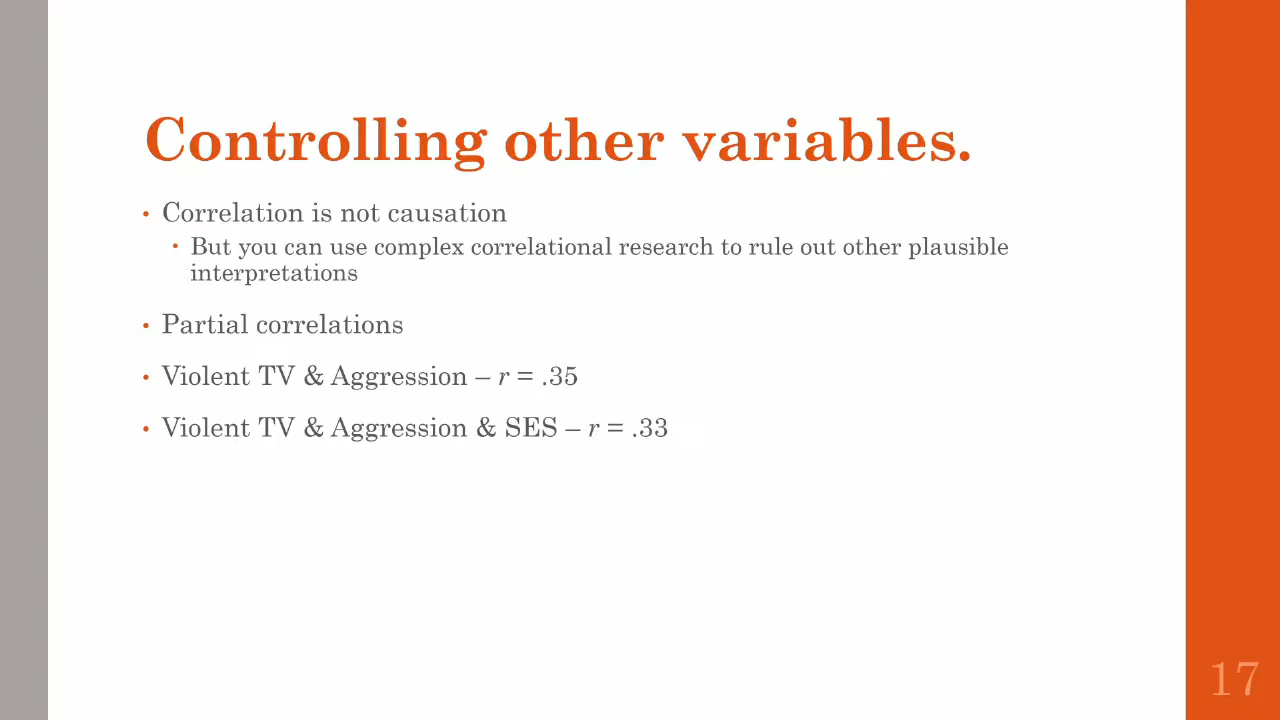 Controlling other variables.
• Correlation is not causation
• But you can use complex correlational research to rule out other plausible
interpretations
• Partial correlations
• Violent TV & Aggression – r = .35
• Violent TV & Aggression & SES – r = .33
17